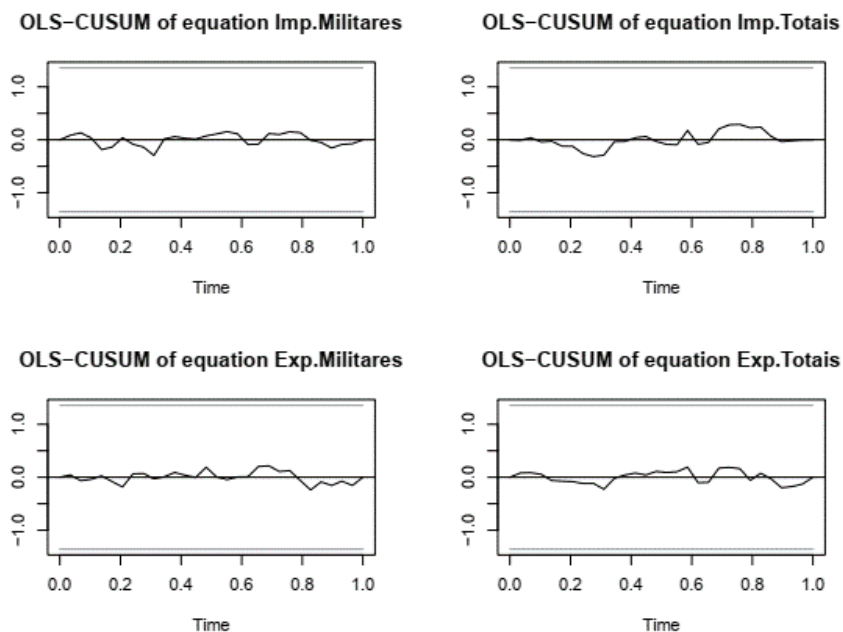 OLS−CUSUM of equation Imp.Militares
1.0
0.0
−1.0
0.0 0.2 0.4 0.6 0.8 1.0
Time
OLS−CUSUM of equation Imp.Totais
1.0
0.0
−1.0
0.0 0.2 0.4 0.6 0.8 1.0
Time
OLS−CUSUM of equation Exp.Militares
1.0
0.0
−1.0
0.0 0.2 0.4 0.6 0.8 1.0
Time
OLS−CUSUM of equation Exp.Totais
1.0
0.0
−1.0
0.0 0.2 0.4 0.6 0.8 1.0
Time